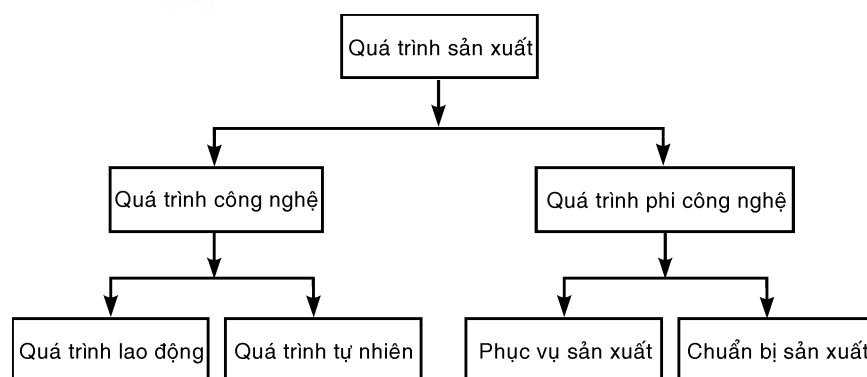 Quá trình sản xuất
Quá trình công nghệ
Quá trình phi công nghệ
Quá trình lao động
Quá trình tự nhiên
Phục vụ sản xuất
Chuẩn bị sản xuất